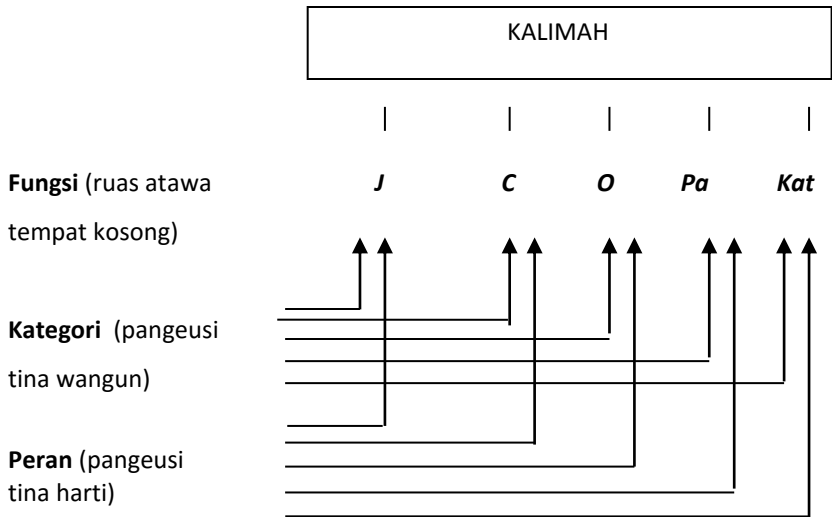 KALIMAH
Fungsi (ruas atawa
tempat kosong)
J C O Pa Kat
Kategori (pangeusi
tina wangun)
Peran (pangeusi
tina harti)